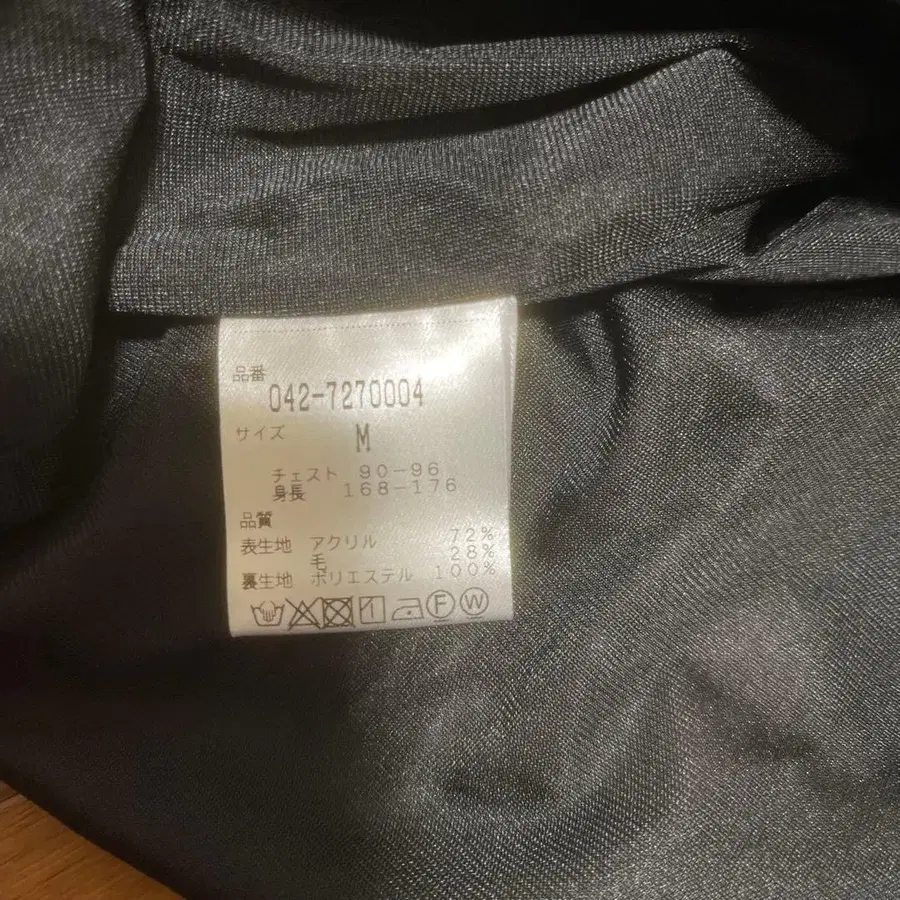 品番
042-7270004
サイズ M
チェスト 90-96
身長 168-176
品質
表生地 アクリル 72%
毛 28%
裏生地 ポリエステル 100%
F W